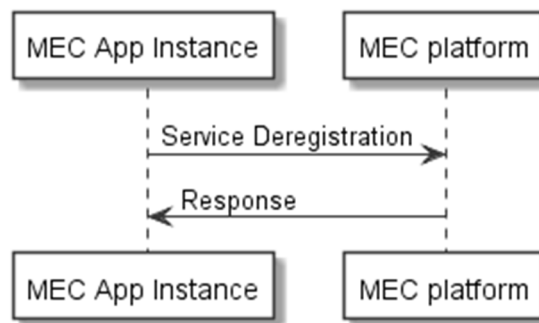 MEC App Instance
MEC platform
Service Deregistration
Response
MEC App Instance
MEC platform